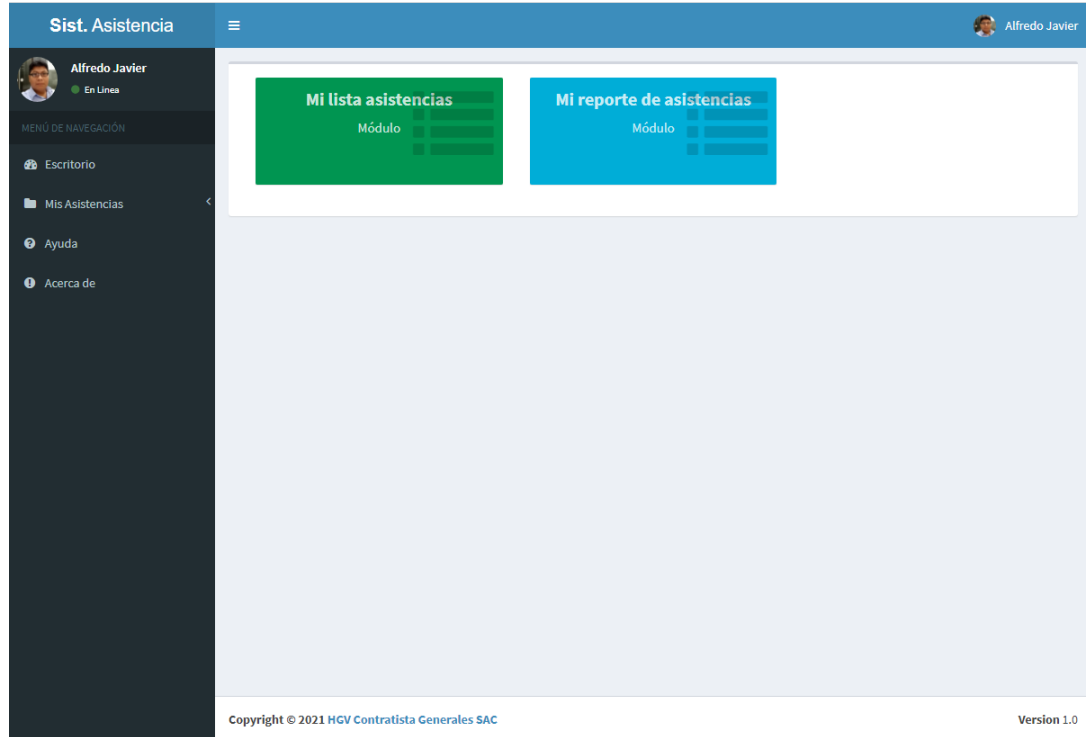 Sist. Asistencia
Alfredo Javier
Alfredo Javier
En Linea
MENÚ DE NAVEGACIÓN
Escritorio
Mis Asistencias
Ayuda
Acerca de
Mi lista asistencias
Módulo
Mi reporte de asistencias
Módulo
Copyright © 2021 HGV Contratista Generales SAC
Version 1.0